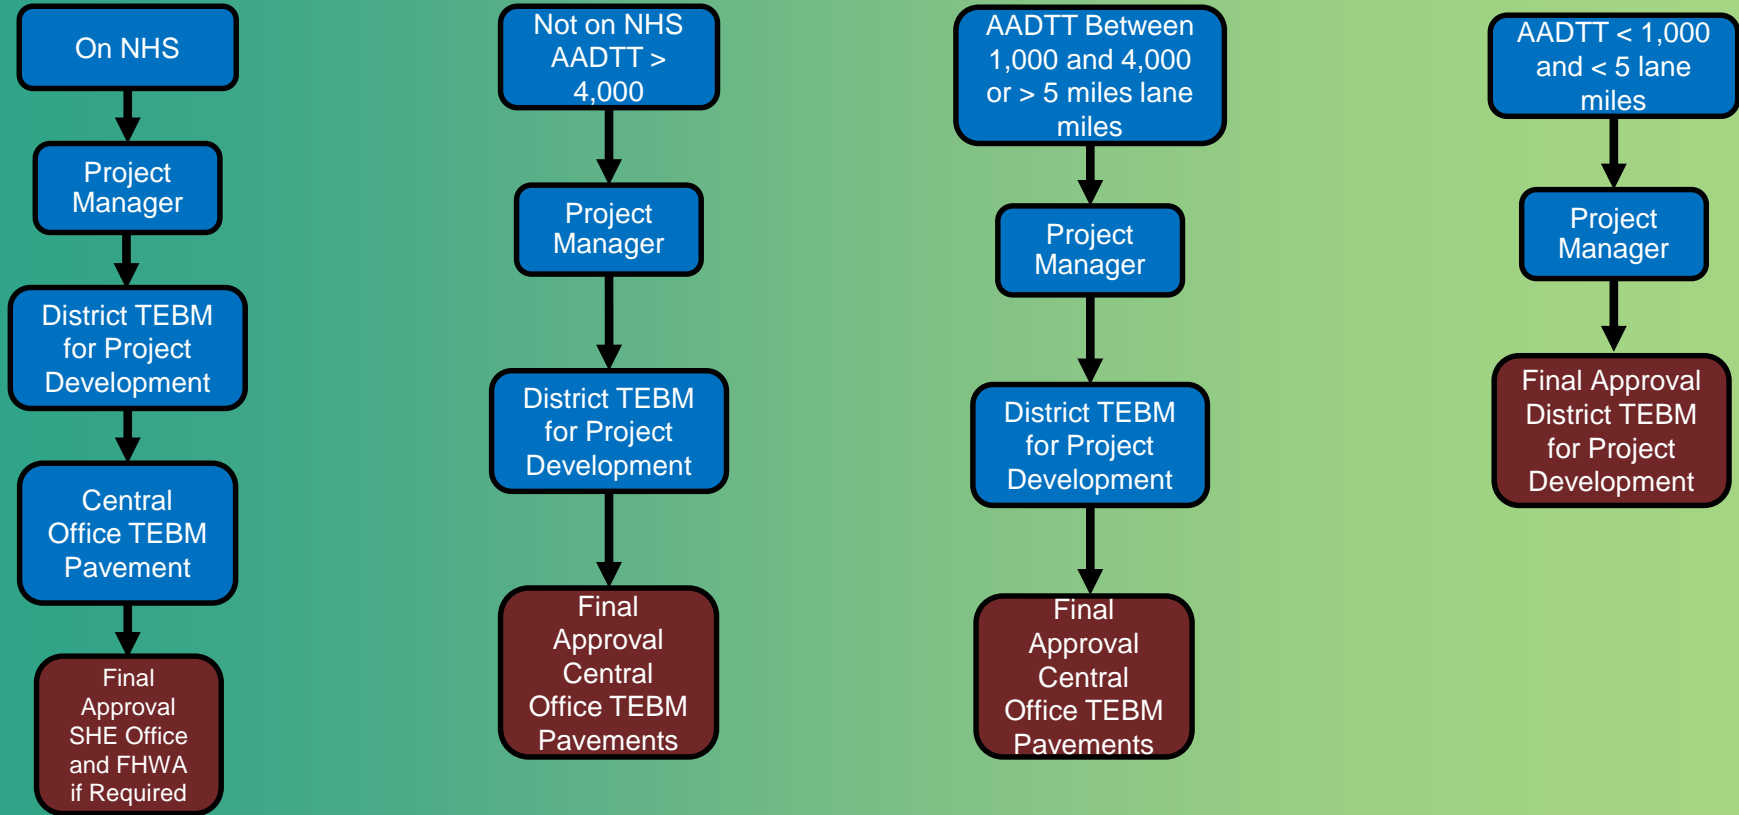 On NHS
Project
Manager
District TEBM
for Project
Development
Central
Office TEBM
Pavement
Final
Approval
SHE Office
and FHWA
if Required
Not on NHS
AADTT >
4,000
Project
Manager
District TEBM
for Project
Development
Final
Approval
Central
Office TEBM
Pavements
AADTT Between
1,000 and 4,000
or > 5 miles lane
miles
Project
Manager
District TEBM
for Project
Development
Final
Approval
Central
Office TEBM
Pavements
AADTT < 1,000
and < 5 lane
miles
Project
Manager
Final Approval
District TEBM
for Project
Development